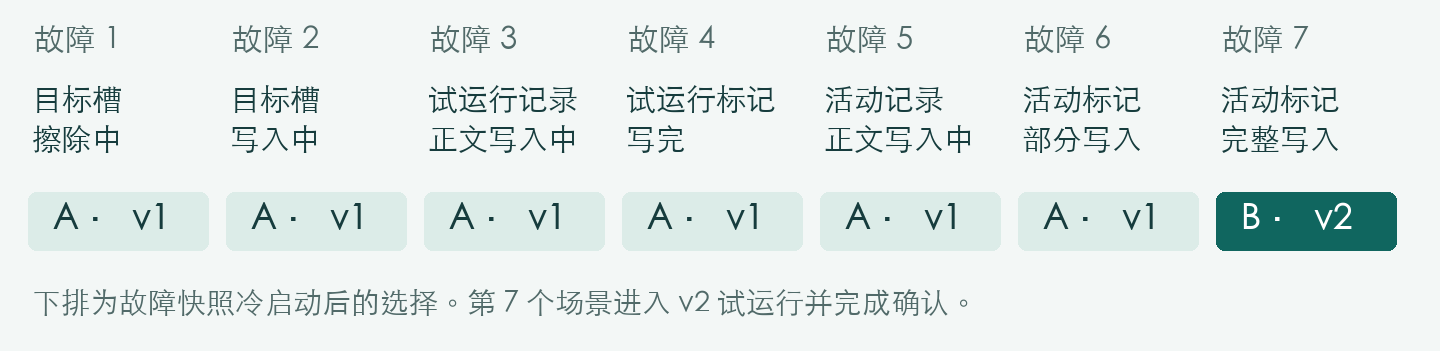 故障 1 故障 2 故障 3 故障 4 故障 5 故障 6 故障 7
目标槽 目标槽 试运行记录 试运行标记 活动记录 活动标记 活动标记
擦除中 写入中 正文写入中 写完 正文写入中 部分写入 完整写入
A · v1 A · v1 A · v1 A · v1 A · v1 A · v1 B · v2
下排为故障快照冷启动后的选择。第 7 个场景进入 v2 试运行并完成确认。